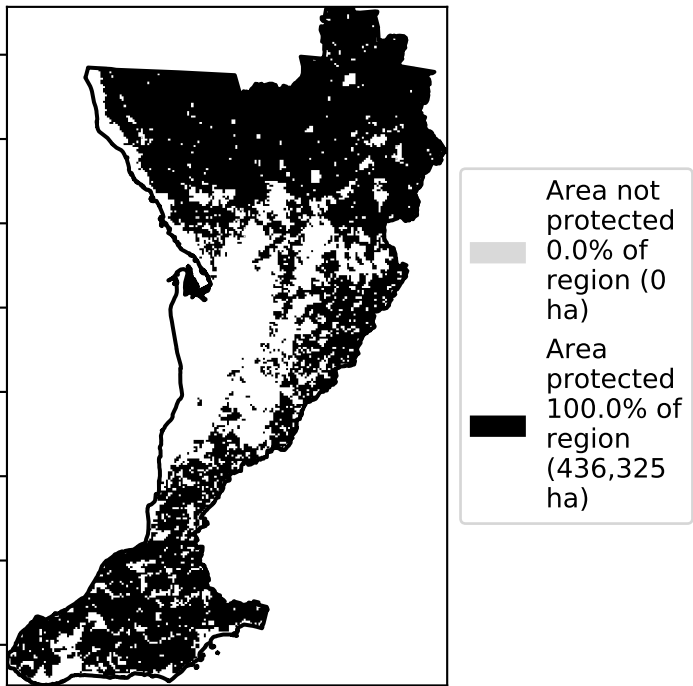 Area not
protected
0.0% of
region (0
ha)
Area
protected
100.0% of
region
(436,325
ha)